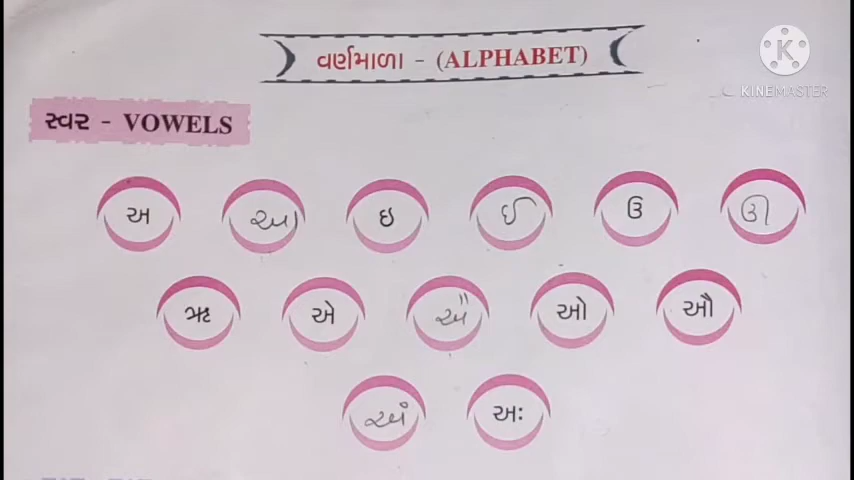 વર્ણમાળા - (ALPHABET)
K
KINEMASTER
સ્વર - VOWELS
અ આ ઇ ઈ ઉ ઊ
ઋ એ ઐ ઓ ઔ
અં અઃ